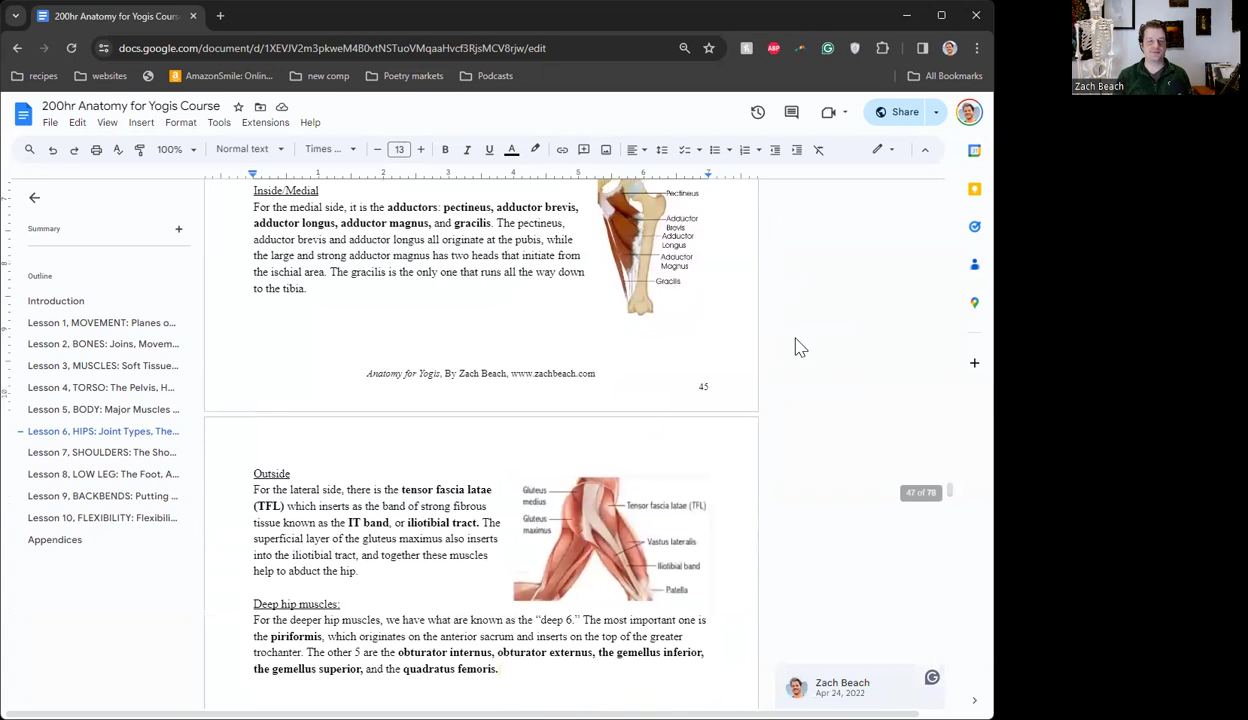 200hr Anatomy for Yogis Cours
docs.google.com/document/d/1XEVJV2m3pkweM480vtNSTuoVMqaaHvcf3RjsMCV8rjw/edit
recipes
websites
AmazonSmile: Onlin...
new comp
Poetry markets
Podcasts
All Bookmarks
Zach Beach
200hr Anatomy for Yogis Course
File Edit View Insert Format Tools Extensions Help
Share
100%
Normal text
Times ...
13
1 2 3 4 5 6 7
Summary
Outline
Introduction
Lesson 1, MOVEMENT: Planes o...
Lesson 2, BONES: Joins, Movem...
Lesson 3, MUSCLES: Soft Tissue...
Lesson 4, TORSO: The Pelvis, H...
Lesson 5, BODY: Major Muscles ...
Lesson 6, HIPS: Joint Types, The...
Lesson 7, SHOULDERS: The Sho...
Lesson 8, LOW LEG: The Foot, A...
Lesson 9, BACKBENDS: Putting ...
Lesson 10, FLEXIBILITY: Flexibili...
Appendices
Inside/Medial
For the medial side, it is the adductors: pectineus, adductor brevis,
adductor longus, adductor magnus, and gracilis. The pectineus,
adductor brevis and adductor longus all originate at the pubis, while
the large and strong adductor magnus has two heads that initiate from
the ischial area. The gracilis is the only one that runs all the way down
to the tibia.
Pectineus
Adductor
Brevis
Adductor
Longus
Adductor
Magnus
Gracilis
Anatomy for Yogis, By Zach Beach, www.zachbeach.com
45
Outside
For the lateral side, there is the tensor fascia latae
(TFL) which inserts as the band of strong fibrous
tissue known as the IT band, or iliotibial tract. The
superficial layer of the gluteus maximus also inserts
into the iliotibial tract, and together these muscles
help to abduct the hip.
Gluteus
medius
Gluteus
maximus
Tensor fascia latae (TFL)
Vastus lateralis
Iliotibial band
Patella
Deep hip muscles:
For the deeper hip muscles, we have what are known as the “deep 6.” The most important one is
the piriformis, which originates on the anterior sacrum and inserts on the top of the greater
trochanter. The other 5 are the obturator internus, obturator externus, the gemellus inferior,
the gemellus superior, and the quadratus femoris.
47 of 78
Zach Beach
Apr 24, 2022